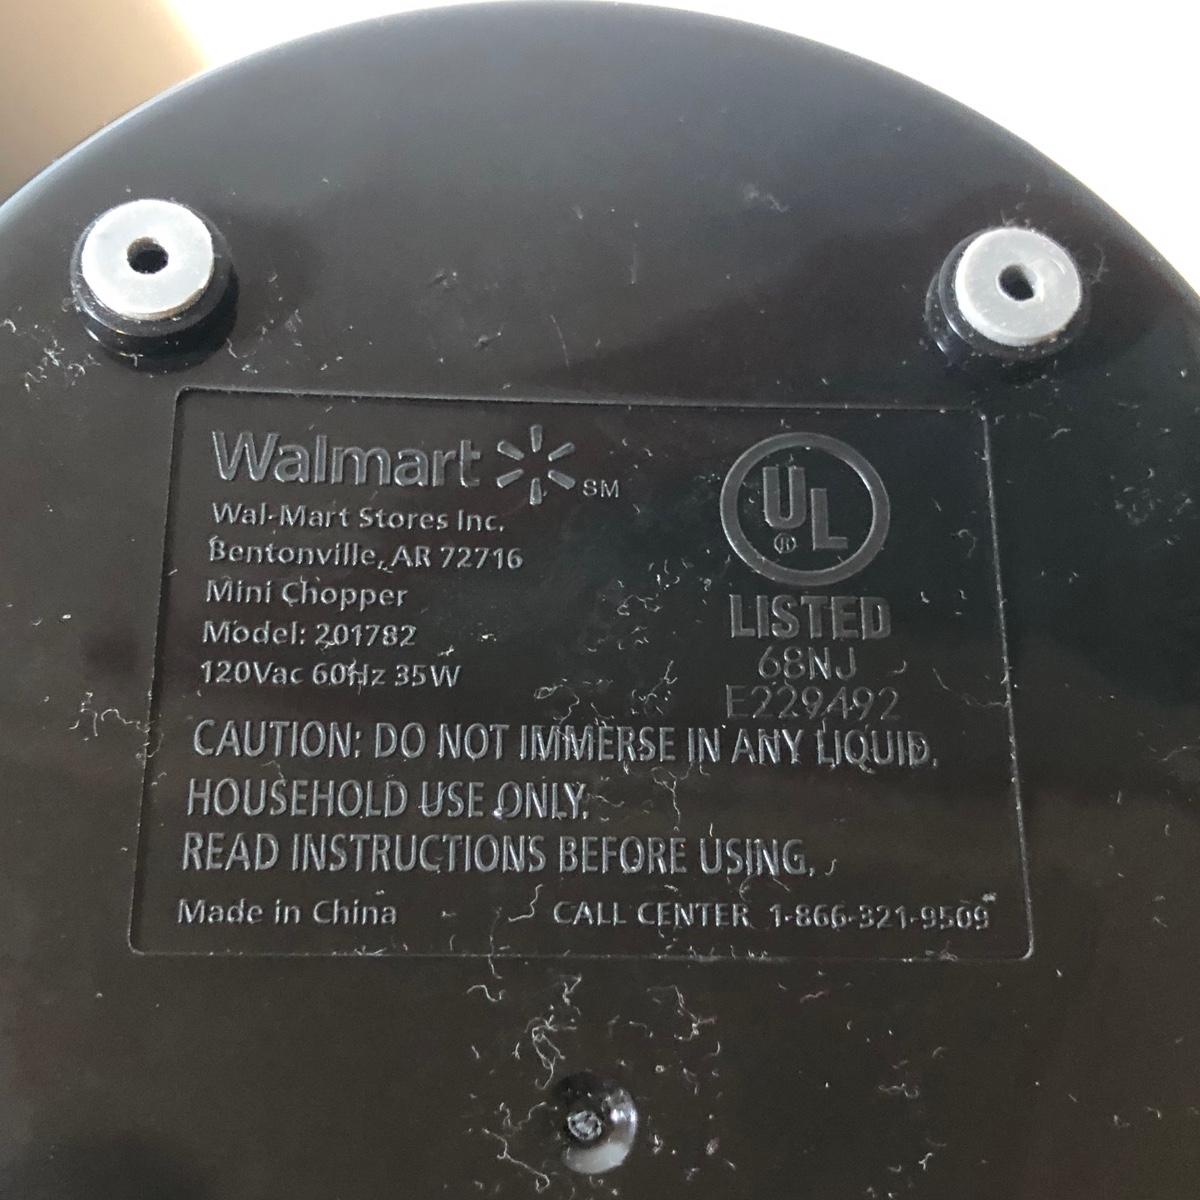 Walmart SM
Wal-Mart Stores Inc.
Bentonville, AR 72716
Mini Chopper
Model: 201782
120Vac 60Hz 35W
UL ®
LISTED
68NJ
E229492
CAUTION: DO NOT IMMERSE IN ANY LIQUID.
HOUSEHOLD USE ONLY.
READ INSTRUCTIONS BEFORE USING.
Made in China CALL CENTER 1-866-321-9509